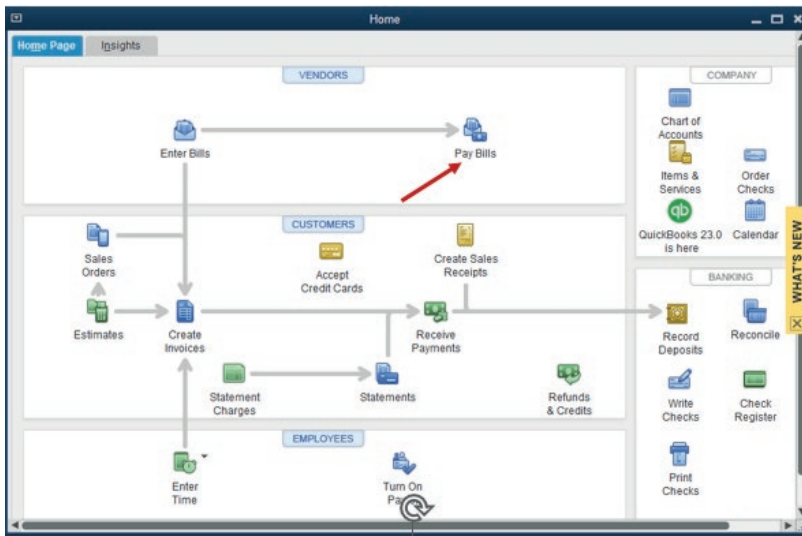 Home
Home Page
Insights
VENDORS
Enter Bills
Pay Bills
CUSTOMERS
Sales
Orders
Accept
Credit Cards
Create Sales
Receipts
Estimates
Create
Invoices
Receive
Payments
Statement
Charges
Statements
Refunds
& Credits
EMPLOYEES
Enter
Time
Turn On
COMPANY
Chart of
Accounts
Items &
Services
Order
Checks
qb
QuickBooks 23.0
is here
Calendar
BANKING
Record
Deposits
Reconcile
Write
Checks
Check
Register
Print
Checks
WHAT'S NEW